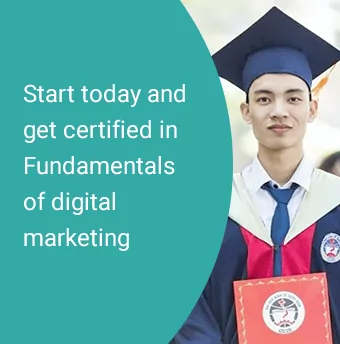 Start today and
get certified in
Fundamentals
of digital
marketing